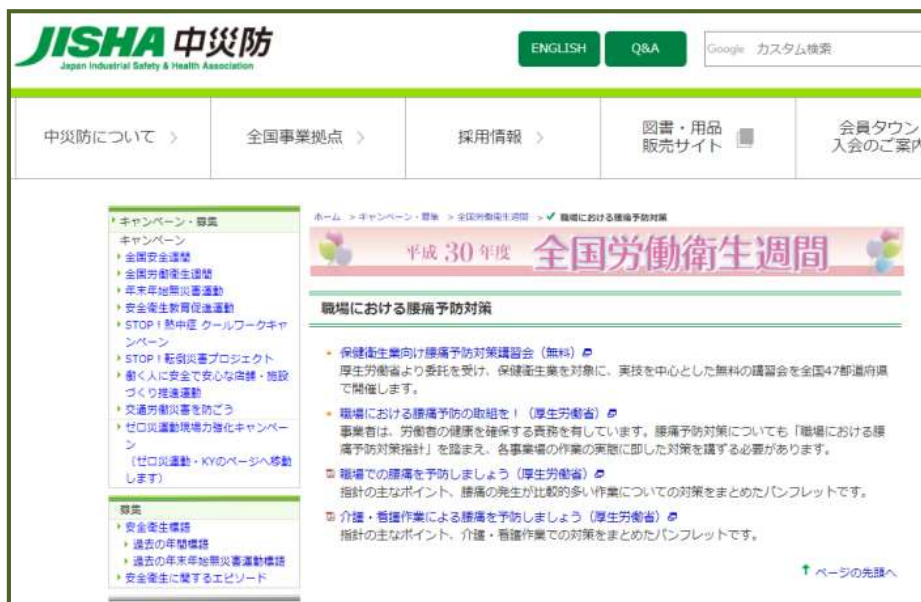 JISHA 中災防
Japan Industrial Safety & Health Association
ENGLISH
Q&A
Google カスタム検索
中災防について
全国事業拠点
採用情報
図書・用品
販売サイト
会員タウン
入会のご案内
キャンペーン・募集
キャンペーン
全国安全週間
全国労働衛生週間
年末年始無災害運動
安全衛生教育促進運動
STOP！熱中症 クールワークキャ
ンペーン
STOP！転倒災害プロジェクト
働く人に安全で安心な店舗・施設
づくり推進運動
交通労働災害を防ごう
ゼロ災運動現場力強化キャンペー
ン
（ゼロ災運動・KYのページへ移動
します）
募集
安全衛生標語
過去の年間標語
過去の年末年始無災害運動標語
安全衛生に関するエピソード
ホーム > キャンペーン・募集 > 全国労働衛生週間 > 職場における腰痛予防対策
平成 30 年度 全国労働衛生週間
職場における腰痛予防対策
保健衛生業向け腰痛予防対策講習会（無料）
厚生労働省より委託を受け、保健衛生業を対象に、実技を中心とした無料の講習会を全国47都道府県
で開催します。
職場における腰痛予防の取組を！（厚生労働省）
事業者は、労働者の健康を確保する責務を有しています。腰痛予防対策についても「職場における腰
痛予防対策指針」を踏まえ、各事業場の作業の実態に即した対策を講ずる必要があります。
職場での腰痛を予防しましょう（厚生労働省）
指針の主なポイント、腰痛の発生が比較的多い作業についての対策をまとめたパンフレットです。
介護・看護作業による腰痛を予防しましょう（厚生労働省）
指針の主なポイント、介護・看護作業での対策をまとめたパンフレットです。
ページの先頭へ